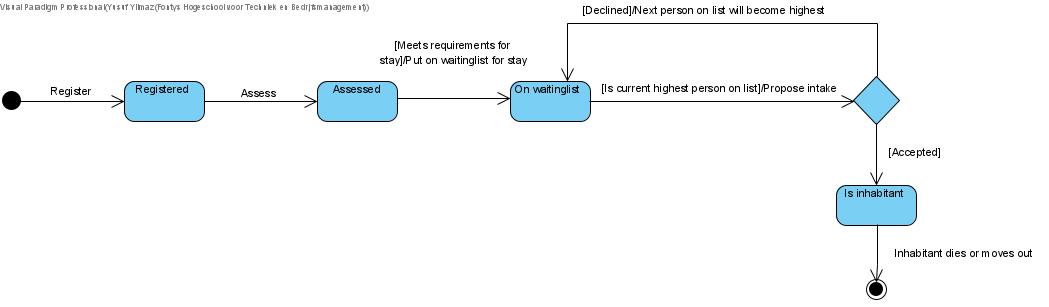 Visual Paradigm Professional(Yusuf Yilmaz(Fontys Hogeschool voor Techniek en Bedrijfsmanagement))
[Declined]/Next person on list will become highest
[Meets requirements for
stay]/Put on waitinglist for stay
Register
Registered
Assess
Assessed
On waitinglist
[Is current highest person on list]/Propose intake
[Accepted]
Is inhabitant
Inhabitant dies or moves out